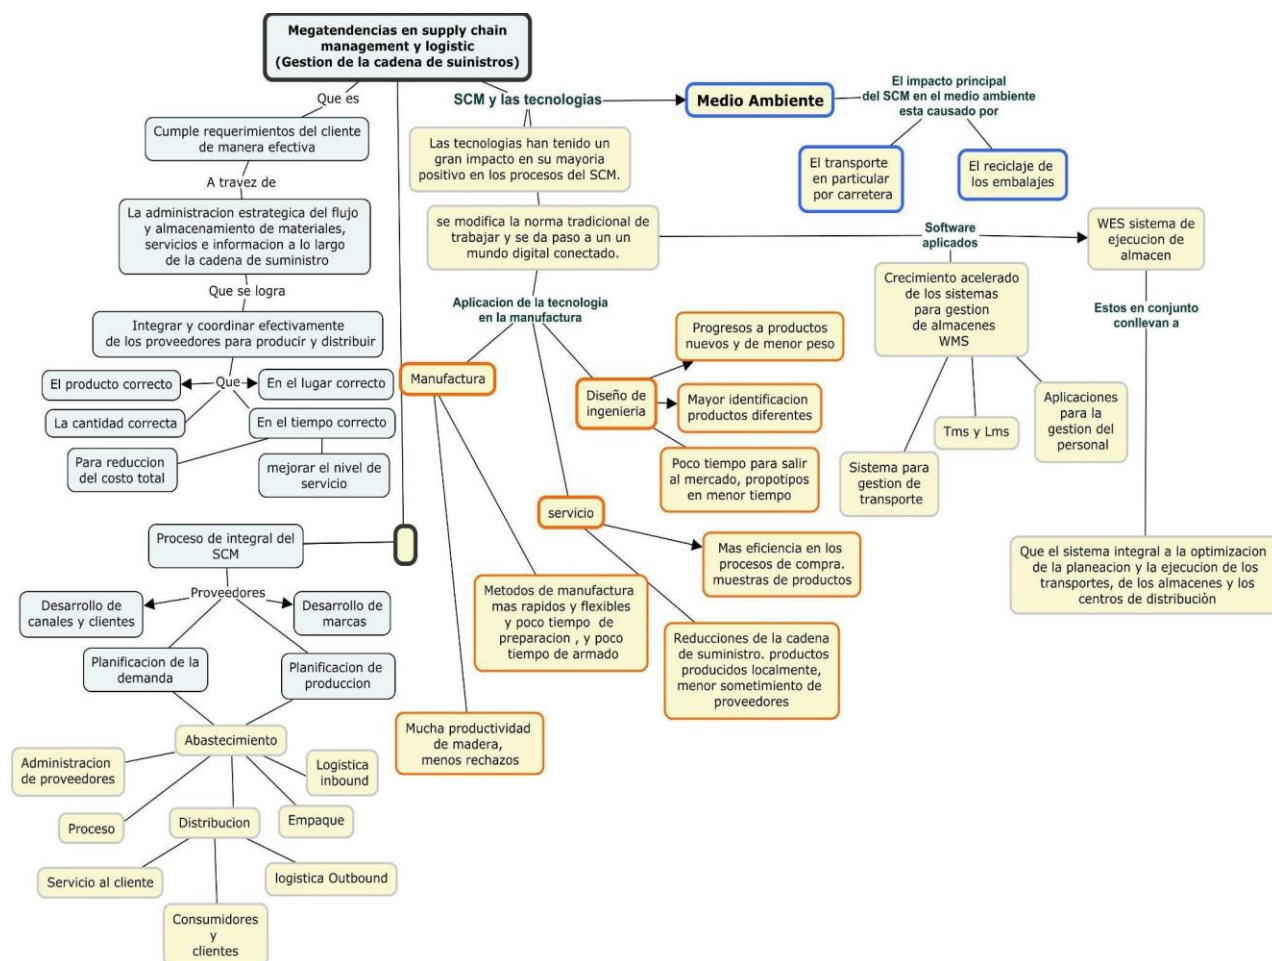 Megatendencias en supply chain
management y logistic
(Gestion de la cadena de suinistros)
Que es
Cumple requerimientos del cliente
de manera efectiva
A travez de
La administracion estrategica del flujo
y almacenamiento de materiales,
servicios e informacion a lo largo
de la cadena de suministro
Que se logra
Integrar y coordinar efectivamente
de los proveedores para producir y distribuir
Que
El producto correcto
En el lugar correcto
La cantidad correcta
En el tiempo correcto
Para reduccion
del costo total
mejorar el nivel de
servicio
Proceso de integral del
SCM
Proveedores
Desarrollo de
canales y clientes
Desarrollo de
marcas
Planificacion de la
demanda
Planificacion de
produccion
Abastecimiento
Administracion
de proveedores
Logistica
inbound
Proceso
Distribucion
Empaque
Servicio al cliente
logistica Outbound
Consumidores
y
clientes
SCM y las tecnologias
Las tecnologias han tenido un
gran impacto en su mayoria
positivo en los procesos del SCM.
se modifica la norma tradicional de
trabajar y se da paso a un un
mundo digital conectado.
Aplicacion de la tecnologia
en la manufactura
Manufactura
Metodos de manufactura
mas rapidos y flexibles
y poco tiempo de
preparacion , y poco
tiempo de armado
Mucha productividad
de madera,
menos rechazos
Diseño de
ingenieria
Progresos a productos
nuevos y de menor peso
Mayor identificacion
productos diferentes
Poco tiempo para salir
al mercado, propotipos
en menor tiempo
servicio
Mas eficiencia en los
procesos de compra.
muestras de productos
Reducciones de la cadena
de suministro. productos
producidos localmente,
menor sometimiento de
proveedores
Medio Ambiente
El impacto principal
del SCM en el medio ambiente
esta causado por
El transporte
en particular
por carretera
El reciclaje de
los embalajes
Software
aplicados
WES sistema de
ejecucion de
almacen
Crecimiento acelerado
de los sistemas
para gestion
de almacenes
WMS
Sistema para
gestion de
transporte
Tms y Lms
Aplicaciones
para la
gestion del
personal
Estos en conjunto
conllevan a
Que el sistema integral a la optimizacion
de la planeacion y la ejecucion de los
transportes, de los almacenes y los
centros de distribuciòn